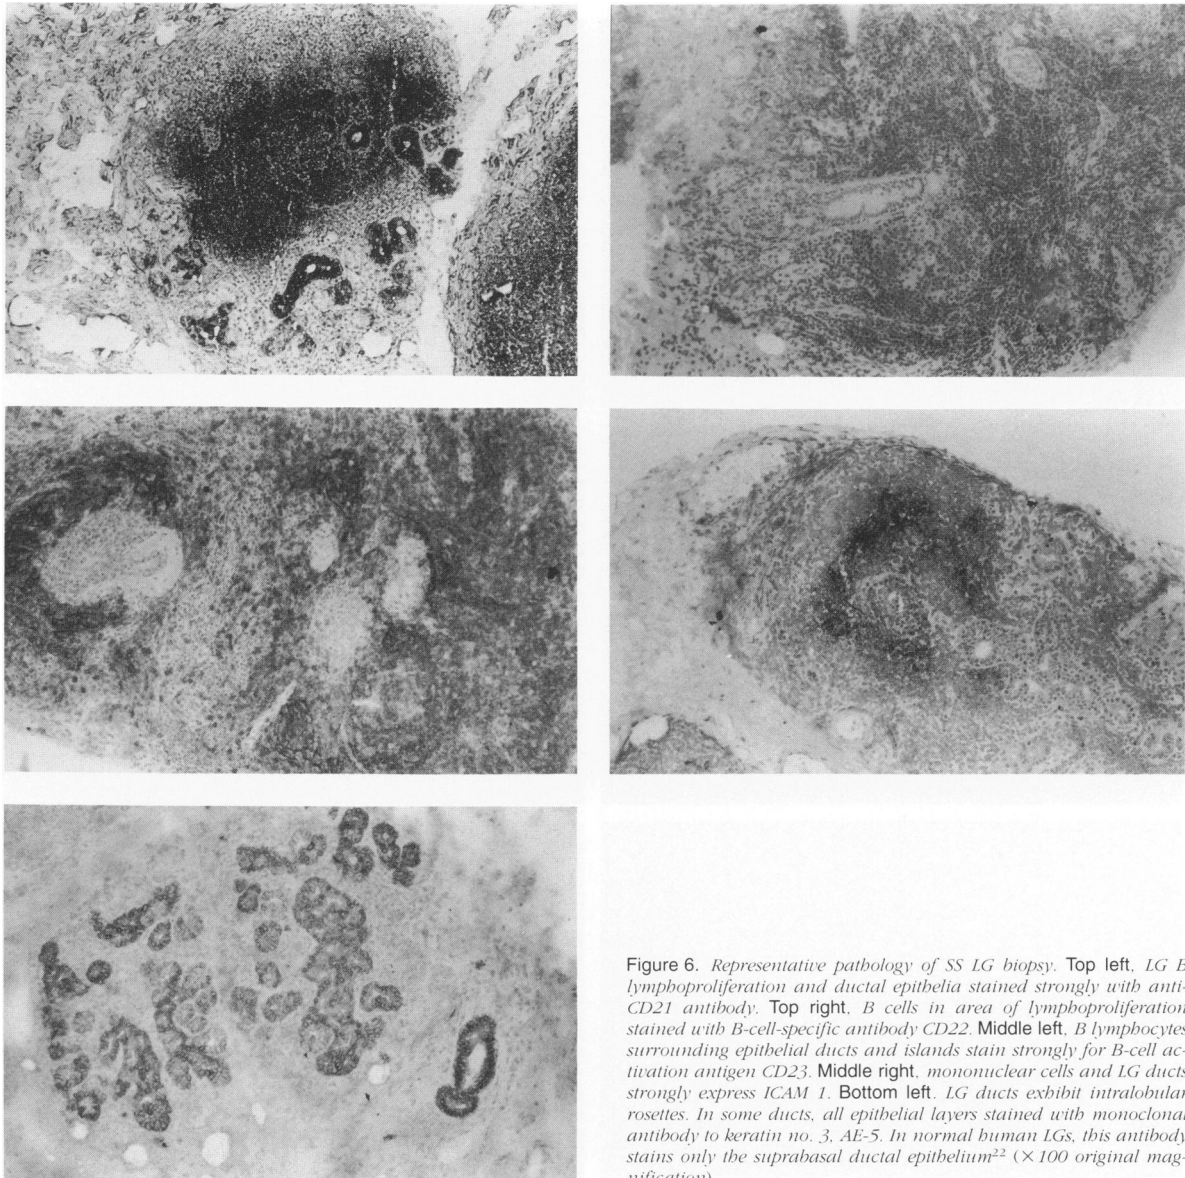 Figure 6. Representative pathology of SS LG biopsy. Top left, LG B
lymphoproliferation and ductal epithelia stained strongly with anti-
CD21 antibody. Top right, B cells in area of lymphoproliferation
stained with B-cell-specific antibody CD22. Middle left, B lymphocytes
surrounding epithelial ducts and islands stain strongly for B-cell ac-
tivation antigen CD23. Middle right, mononuclear cells and LG ducts
strongly express ICAM 1. Bottom left. LG ducts exhibit intralobular
rosettes. In some ducts, all epithelial layers stained with monoclonal
antibody to keratin no. 3, AE-5. In normal human LGs, this antibody
stains only the suprabasal ductal epithelium22 (×100 original mag-
nification)